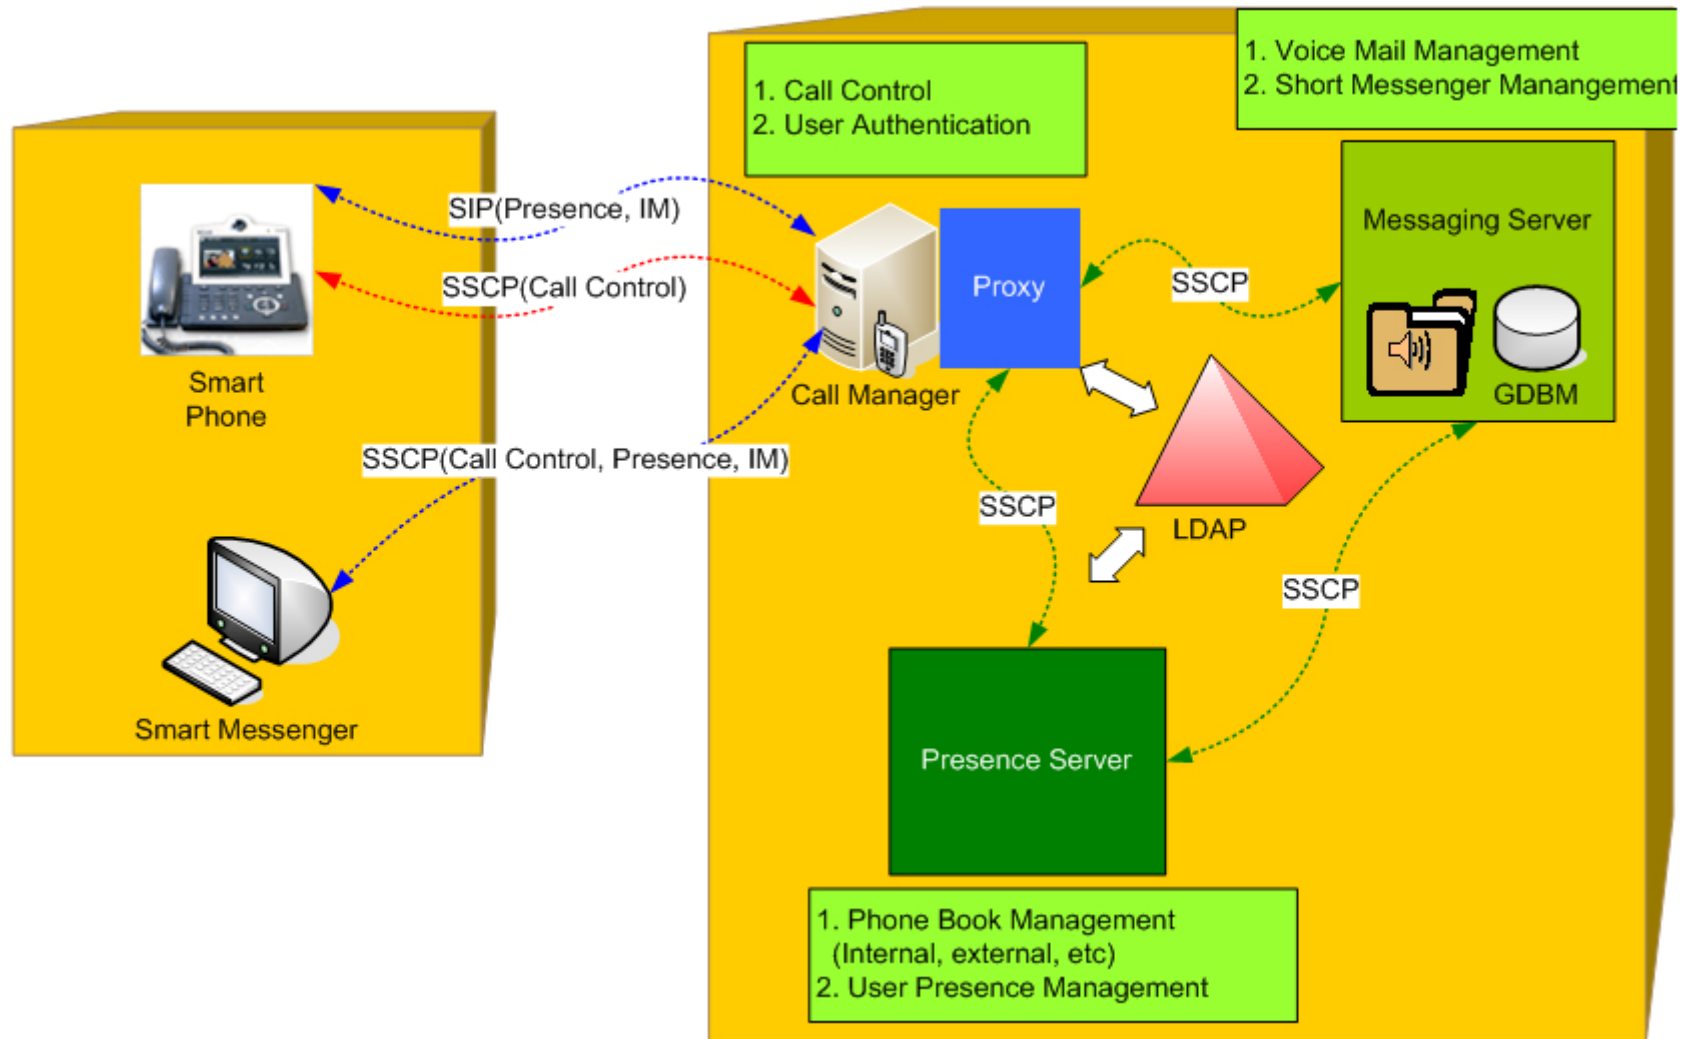 1. Call Control
2. User Authentication
1. Voice Mail Management
2. Short Messenger Manangement
SIP(Presence, IM)
SSCP(Call Control)
SSCP(Call Control, Presence, IM)
Smart
Phone
Smart Messenger
Call Manager
Proxy
SSCP
Messaging Server
GDBM
LDAP
SSCP
SSCP
Presence Server
1. Phone Book Management
(Internal, external, etc)
2. User Presence Management